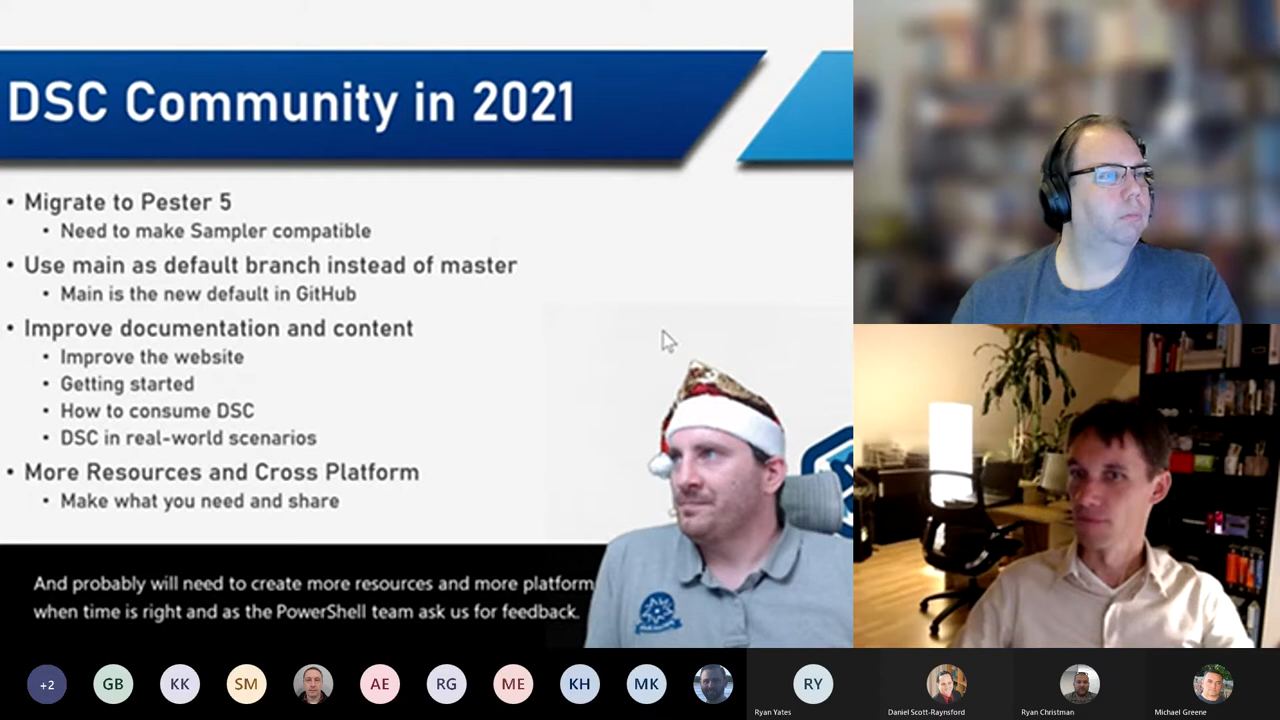 DSC Community in 2021
• Migrate to Pester 5
• Need to make Sampler compatible
• Use main as default branch instead of master
• Main is the new default in GitHub
• Improve documentation and content
• Improve the website
• Getting started
• How to consume DSC
• DSC in real-world scenarios
• More Resources and Cross Platform
• Make what you need and share
And probably will need to create more resources and more platform
when time is right and as the PowerShell team ask us for feedback.
+2 GB KK SM AE RG ME KH MK RY
Ryan Yates Daniel Scott-Raynsford Ryan Christman Michael Greene